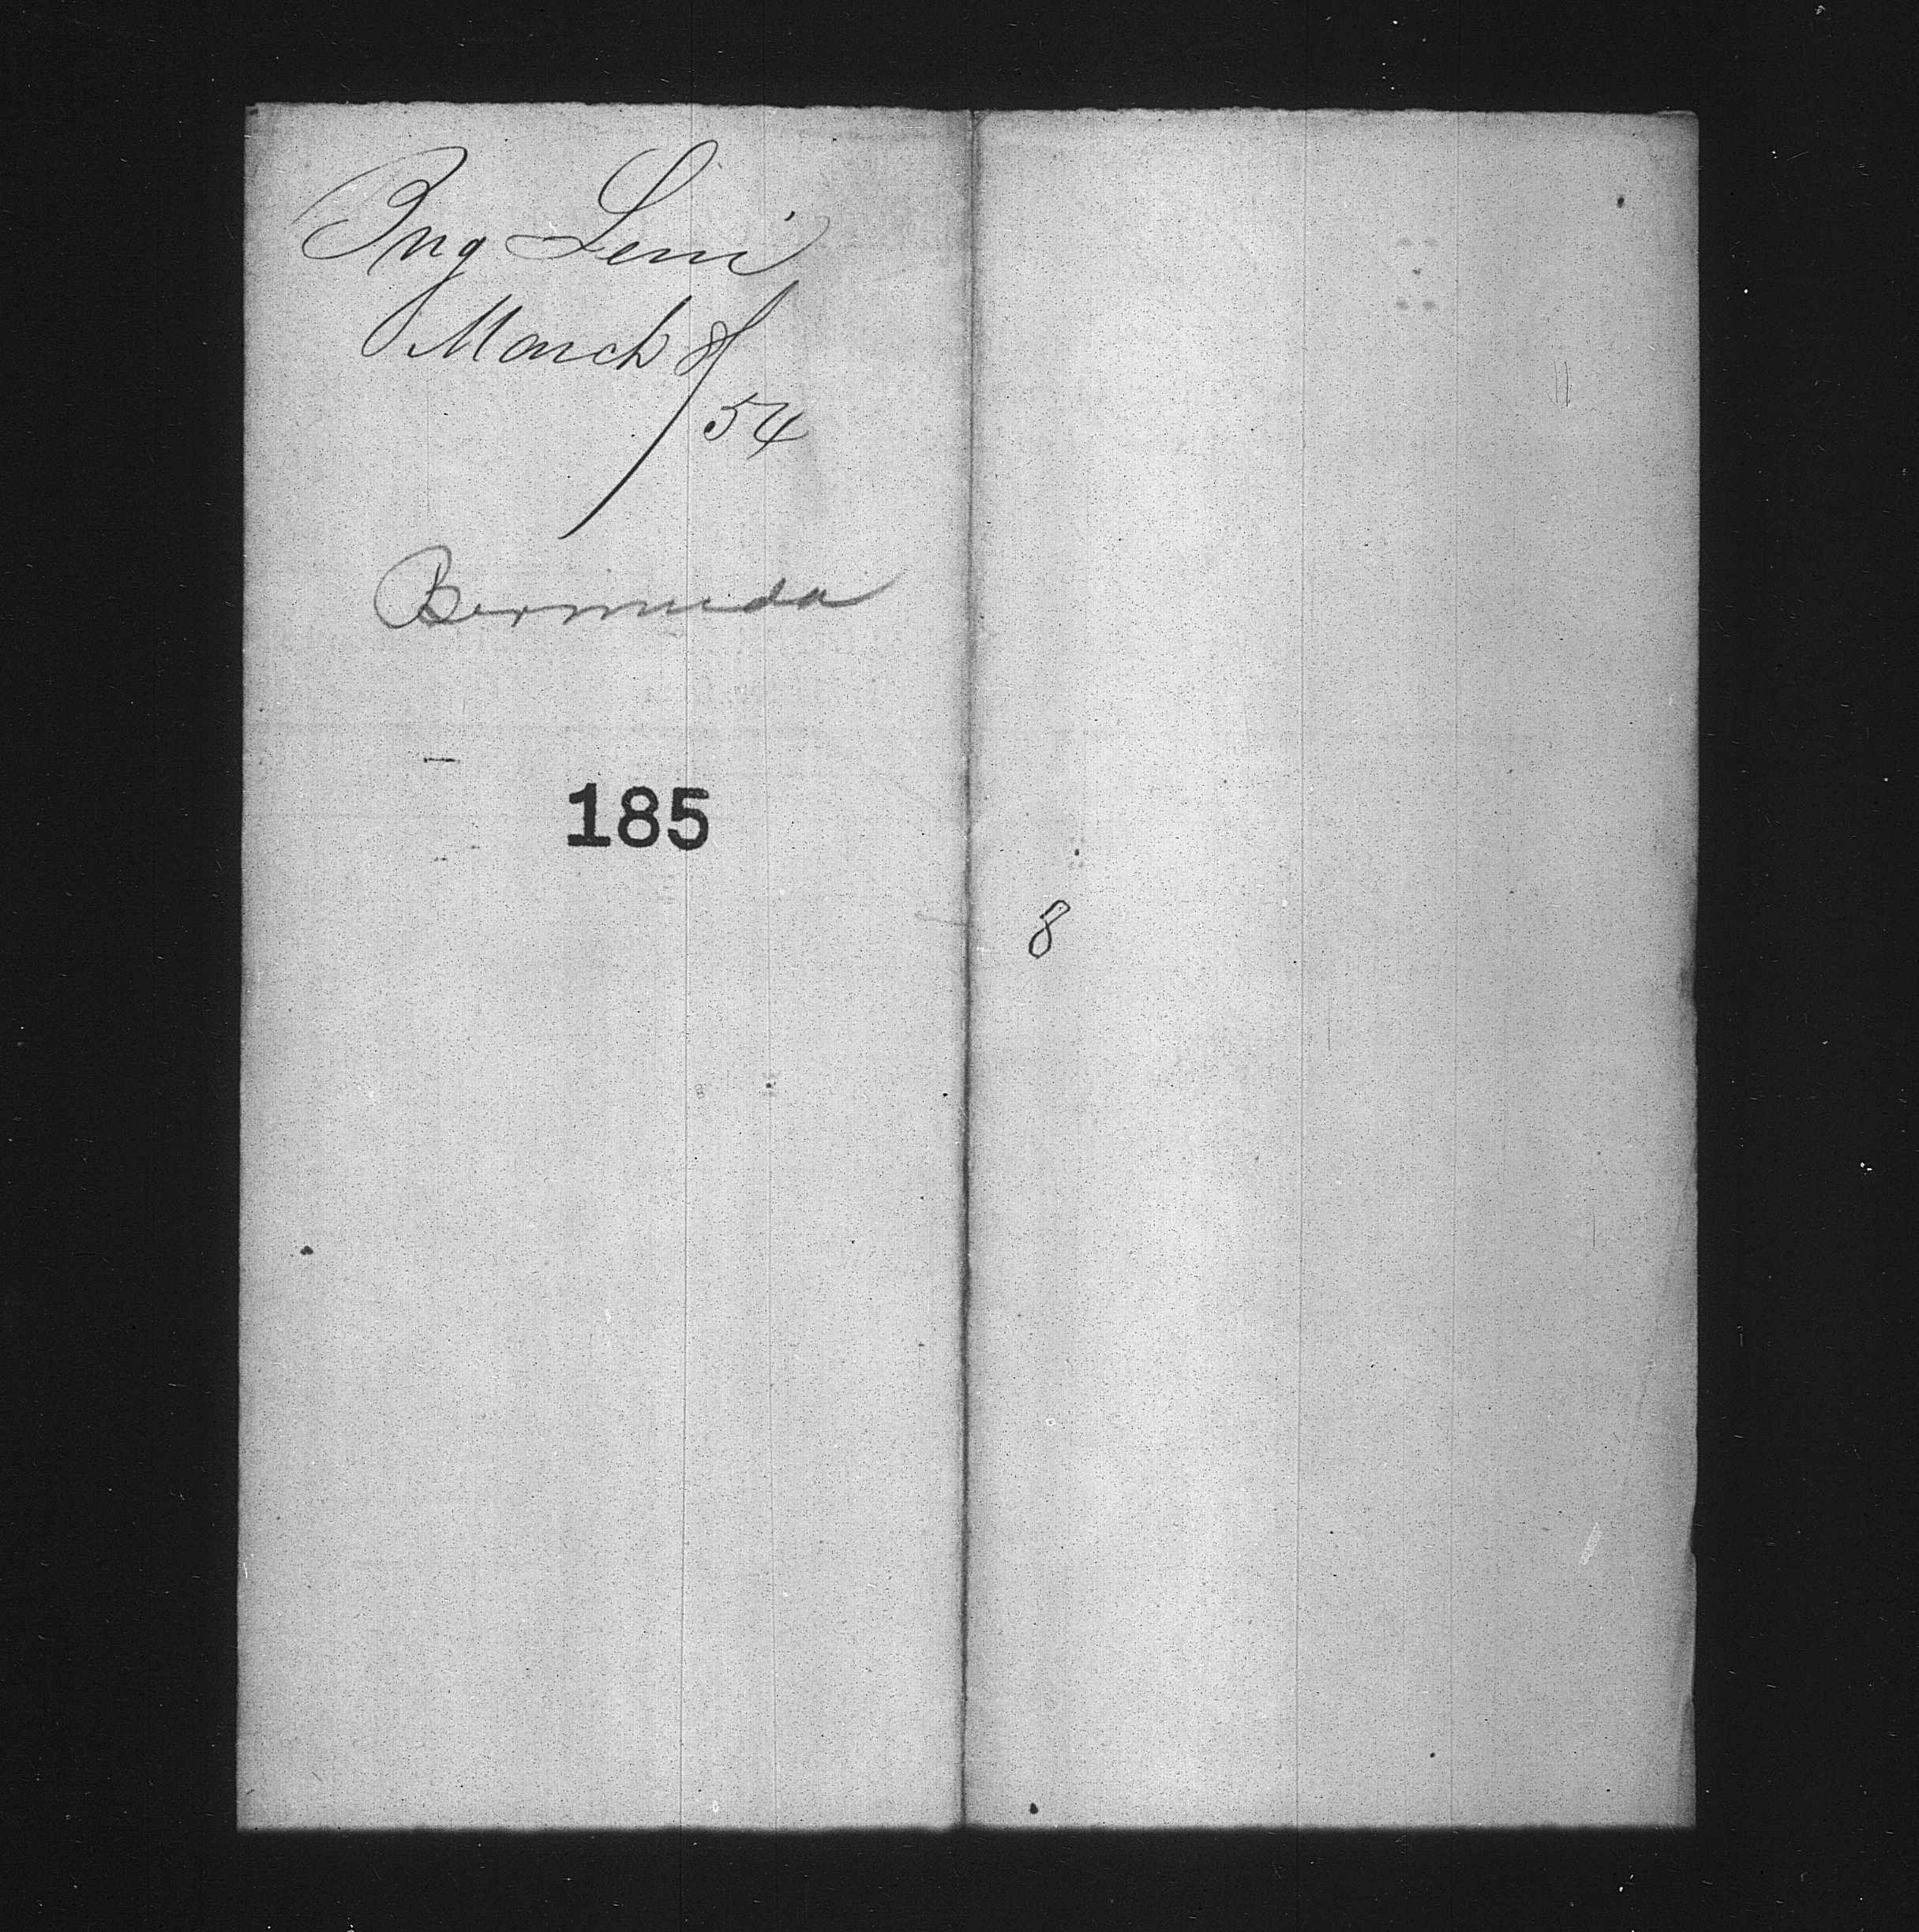 Brig Levi
March 8/
54
Bermuda
185
8